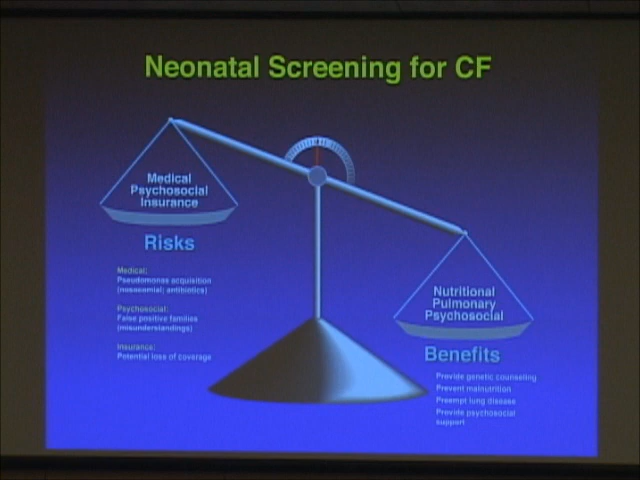 Neonatal Screening for CF
Medical
Psychosocial
Insurance
Risks
Medical:
Pseudomonas acquisition
(nosocomial; antibiotics)
Psychosocial:
False positive families
(misunderstandings)
Insurance:
Potential loss of coverage
Nutritional
Pulmonary
Psychosocial
Benefits
Provide genetic counseling
Prevent malnutrition
Preempt lung disease
Provide psychosocial
support